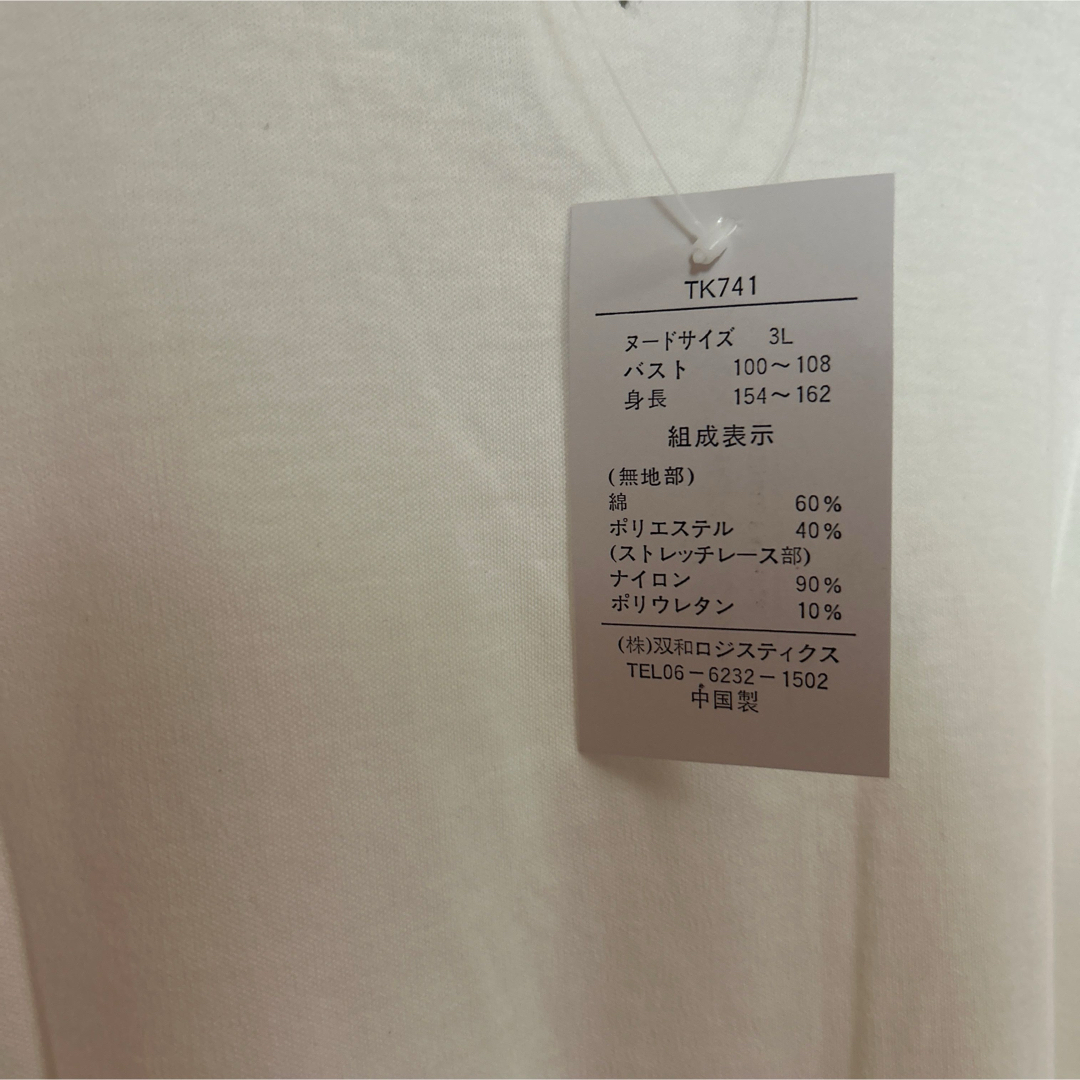 TK741
ヌードサイズ 3L
バスト 100～108
身長 154～162
組成表示
(無地部)
綿 60%
ポリエステル 40%
(ストレッチレース部)
ナイロン 90%
ポリウレタン 10%
(株)双和ロジスティクス
TEL06－6232－1502
中国製